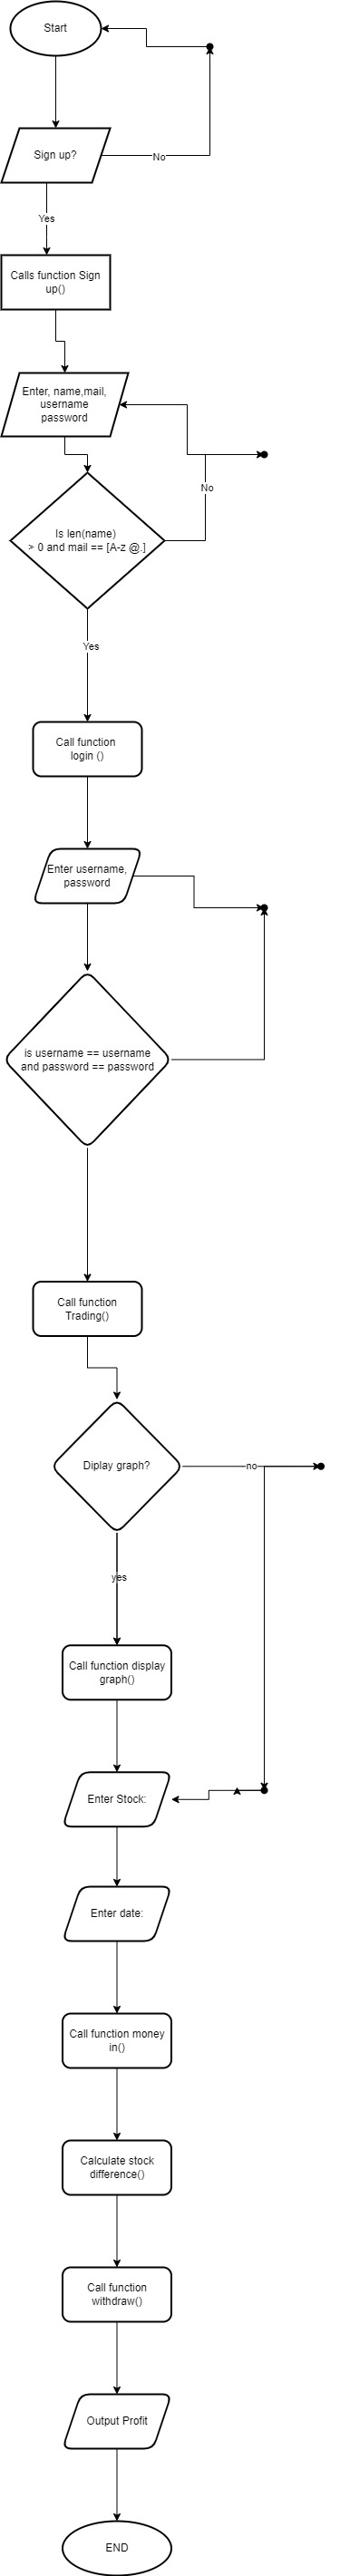 Start
Sign up?
No
Yes
Calls function Sign
up()
Enter, name,mail,
username
password
No
Is len(name)
> 0 and mail == [A-z @.]
Yes
Call function
login ()
Enter username,
password
is username == username
and password == password
Call function
Trading()
Diplay graph?
no
yes
Call function display
graph()
Enter Stock:
Enter date:
Call function money
in()
Calculate stock
difference()
Call function
withdraw()
Output Profit
END